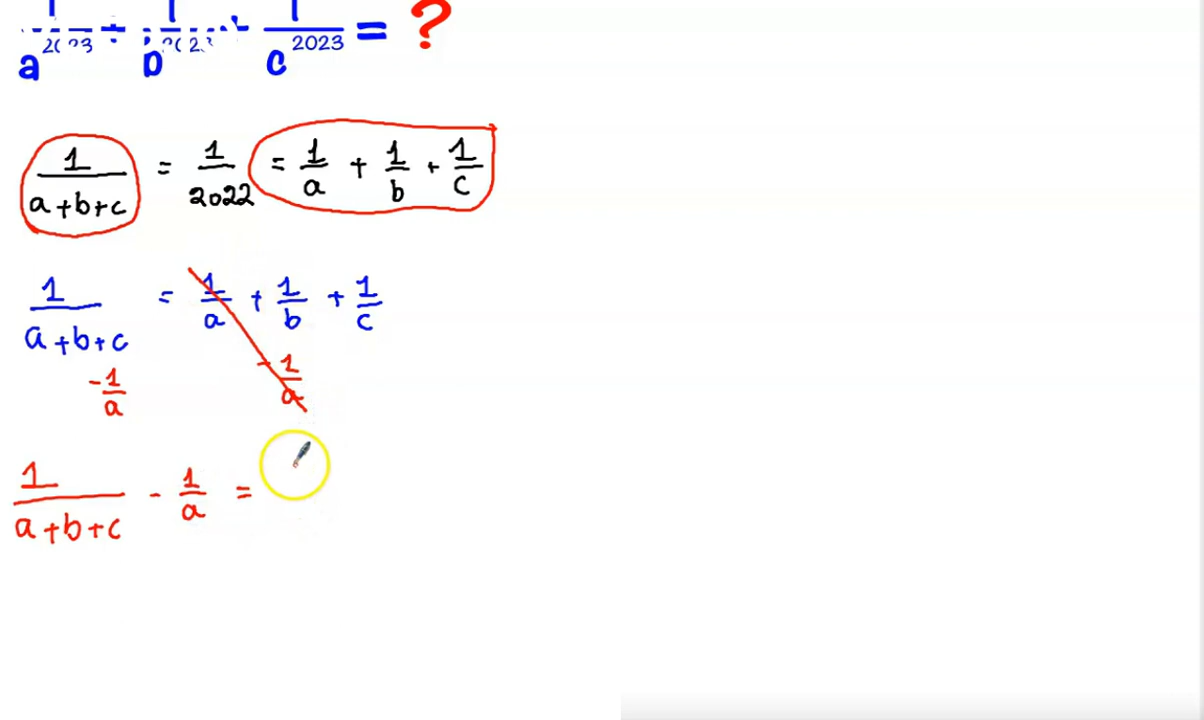 1/a^2023 + 1/b^2023 + 1/c^2023 = ?
1/(a+b+c) = 1/2022 = 1/a + 1/b + 1/c
1/(a+b+c) = 1/a + 1/b + 1/c
-1/a -1/a
1/(a+b+c) - 1/a =